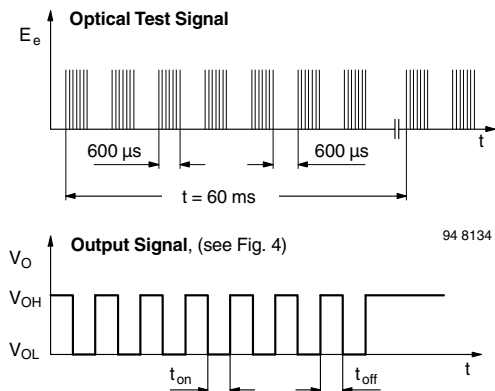 Optical Test Signal
E e
t
600 µs
600 µs
t = 60 ms
94 8134
Output Signal, (see Fig. 4)
V O
V OH
V OL
t on
t off
t